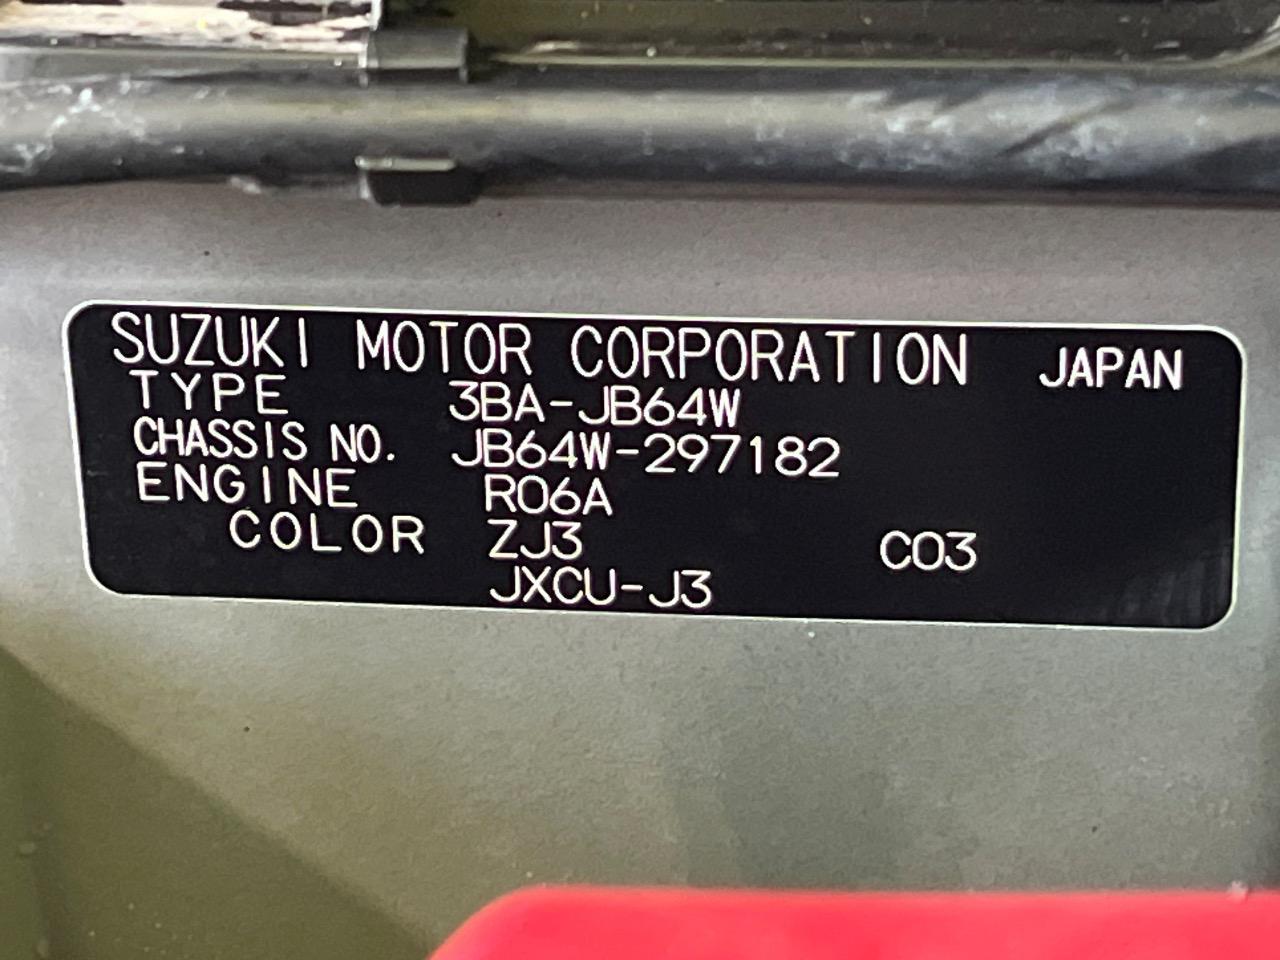 SUZUKI MOTOR CORPORATION JAPAN
TYPE 3BA-JB64W
CHASSIS NO. JB64W-297182
ENGINE R06A
COLOR ZJ3 C03
JXCU-J3